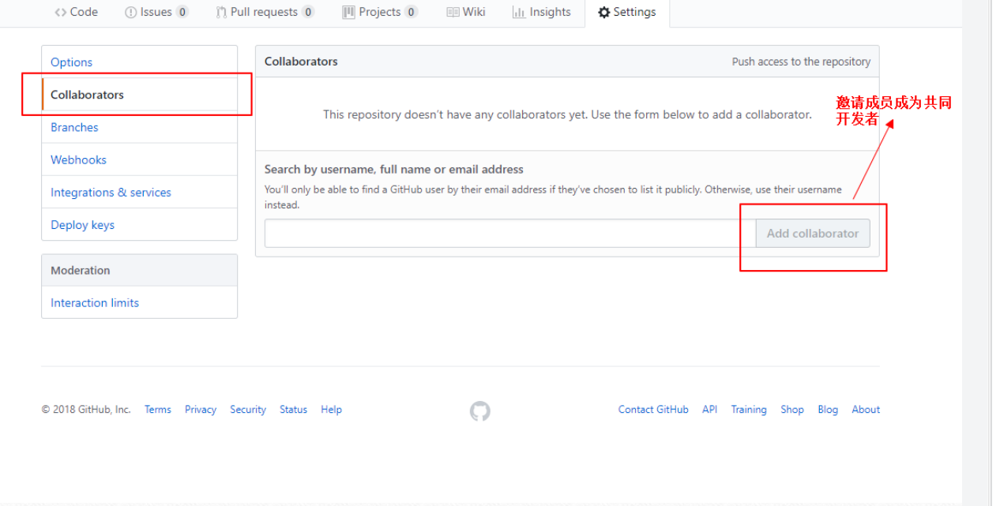 Code Issues 0 Pull requests 0 Projects 0 Wiki Insights Settings
Options
Collaborators
Branches
Webhooks
Integrations & services
Deploy keys
Moderation
Interaction limits
Collaborators Push access to the repository
This repository doesn't have any collaborators yet. Use the form below to add a collaborator.
邀请成员成为共同
开发者
Search by username, full name or email address
You'll only be able to find a GitHub user by their email address if they've chosen to list it publicly. Otherwise, use their username
instead.
Add collaborator
© 2018 GitHub, Inc. Terms Privacy Security Status Help Contact GitHub API Training Shop Blog About